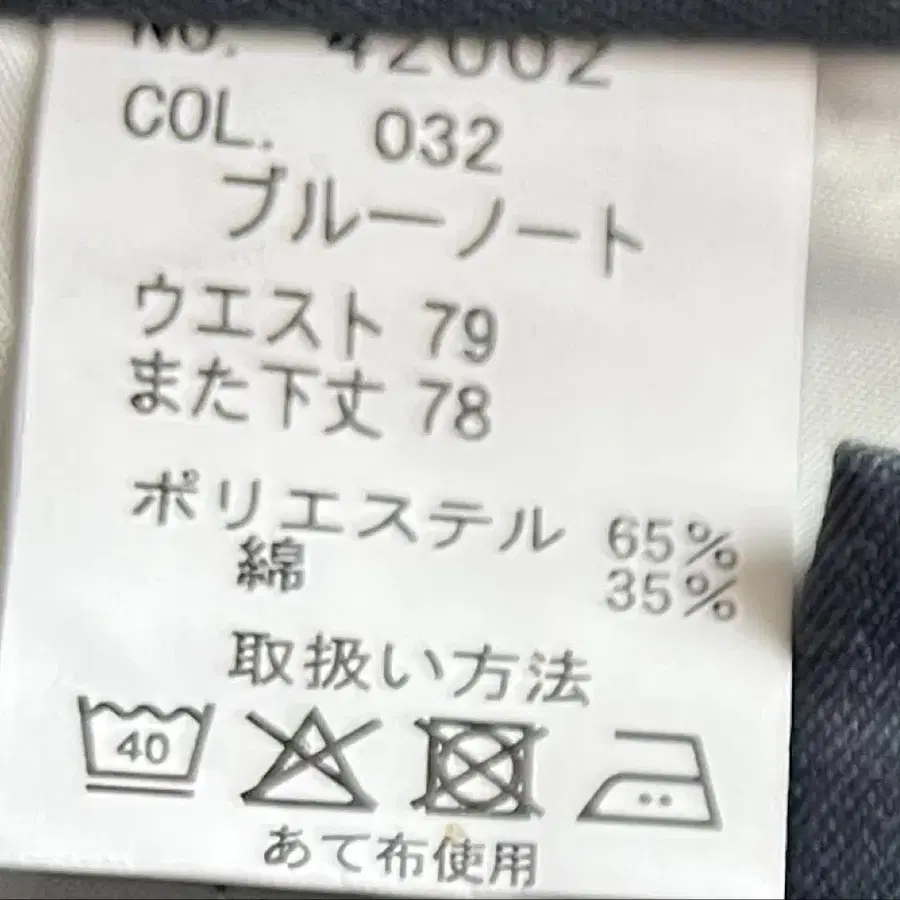 NO. 42002
COL. 032
ブルーノート
ウエスト 79
また下丈 78
ポリエステル 65%
綿 35%
取扱い方法
40
あて布使用